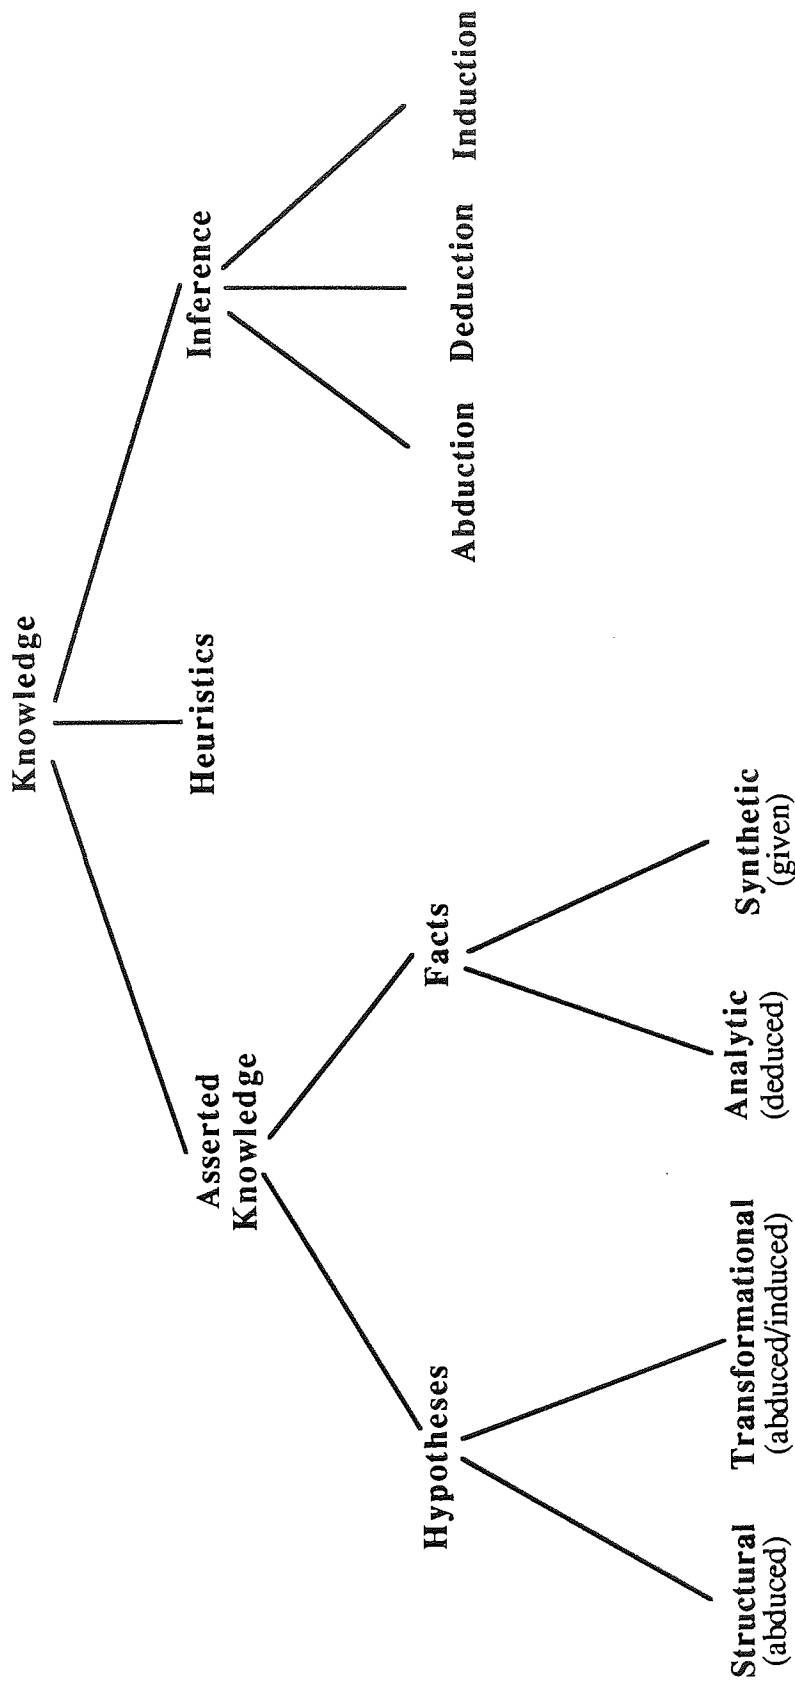 Knowledge
Asserted
Knowledge
Heuristics
Inference
Hypotheses
Facts
Abduction
Deduction
Induction
Structural
(abduced)
Transformational
(abduced/induced)
Analytic
(deduced)
Synthetic
(given)